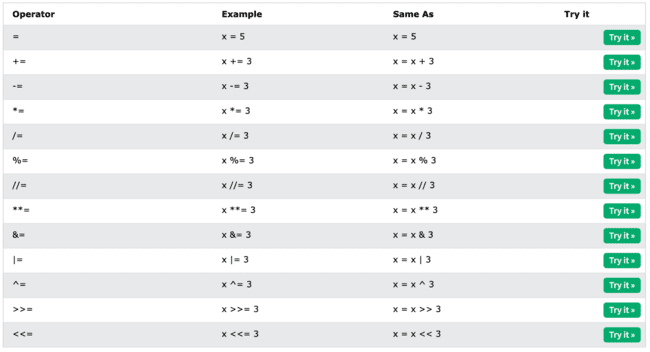 Operator Example Same As Try it
= x = 5 x = 5 Try it »
+= x += 3 x = x + 3 Try it »
-= x -= 3 x = x - 3 Try it »
*= x *= 3 x = x * 3 Try it »
/= x /= 3 x = x / 3 Try it »
%= x %= 3 x = x % 3 Try it »
//= x //= 3 x = x // 3 Try it »
**= x **= 3 x = x ** 3 Try it »
&= x &= 3 x = x & 3 Try it »
|= x |= 3 x = x | 3 Try it »
^= x ^= 3 x = x ^ 3 Try it »
>>= x >>= 3 x = x >> 3 Try it »
<<= x <<= 3 x = x << 3 Try it »